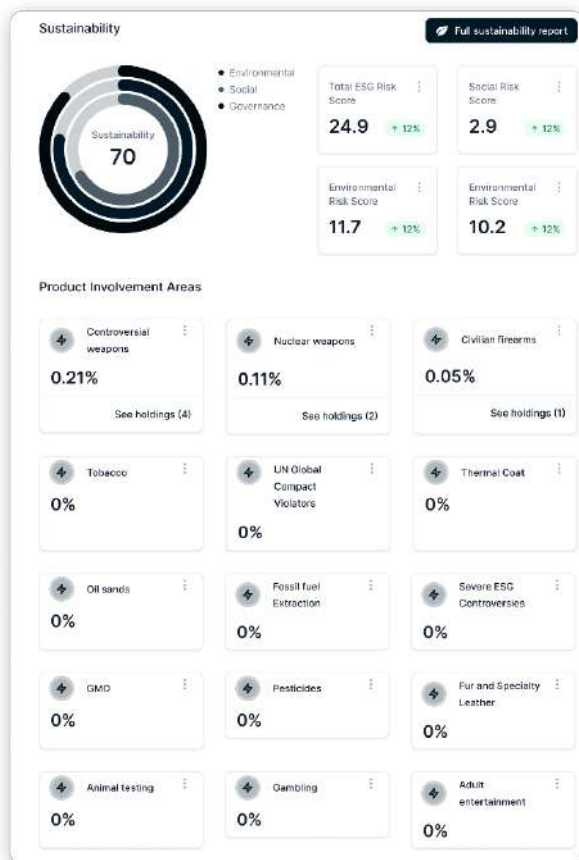 Sustainability
Full sustainability report
Environmental
Social
Governance
Sustainability
70
Total ESG Risk
Score
24.9
↑ 12%
Social Risk
Score
2.9
↑ 12%
Environmental
Risk Score
11.7
↑ 12%
Environmental
Risk Score
10.2
↑ 12%
Product Involvement Areas
Controversial
weapons
0.21%
See holdings (4)
Nuclear weapons
0.11%
See holdings (2)
Civilian firearms
0.05%
See holdings (1)
Tobacco
0%
UN Global
Compact
Violators
0%
Thermal Coat
0%
Oil sands
0%
Fossil fuel
Extraction
0%
Severe ESG
Controversies
0%
GMO
0%
Pesticides
0%
Fur and Specialty
Leather
0%
Animal testing
0%
Gambling
0%
Adult
entertainment
0%